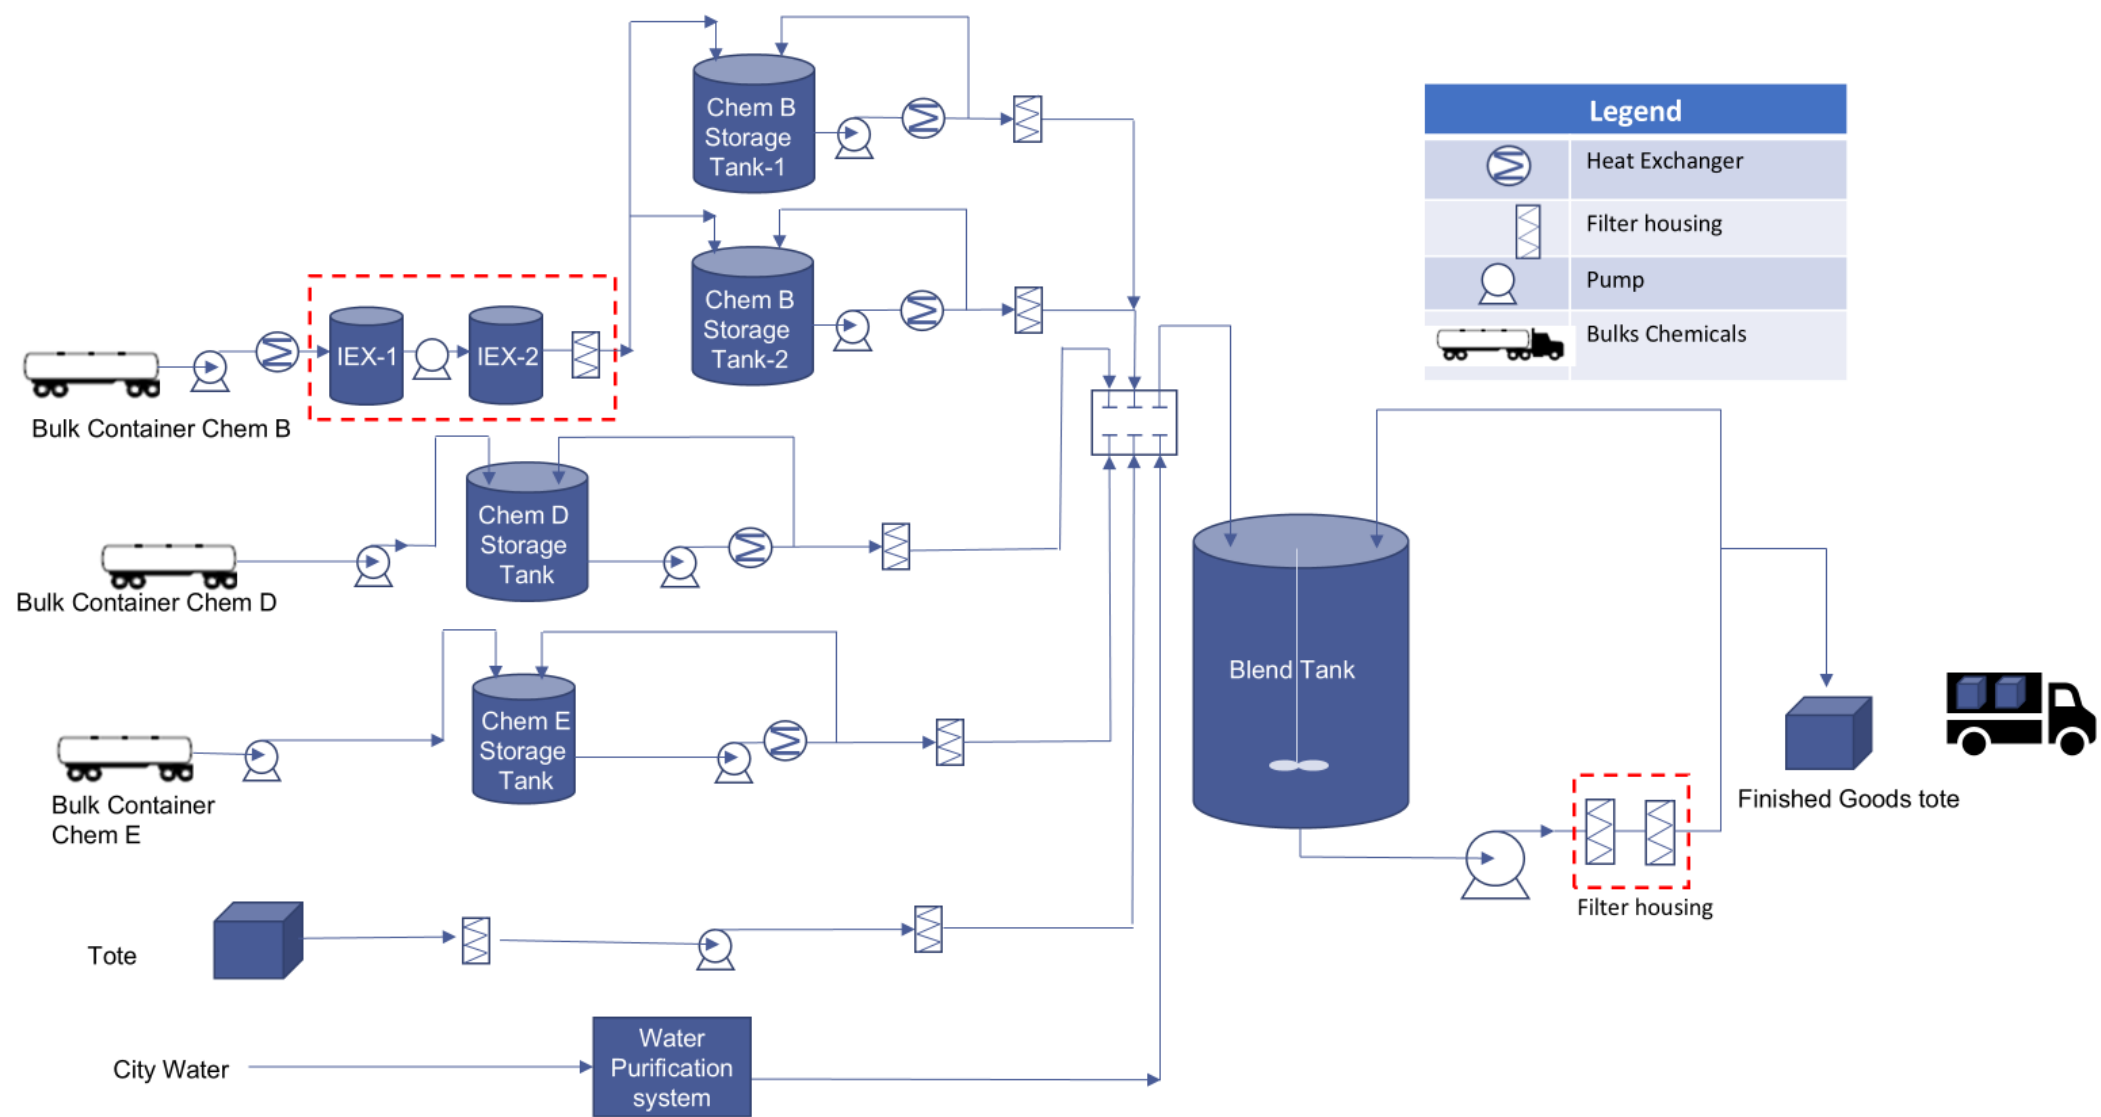 Chem B
Storage
Tank-1
Legend
Heat Exchanger
Filter housing
Pump
Bulks Chemicals
Chem B
Storage
Tank-2
IEX-1
IEX-2
Bulk Container Chem B
Chem D
Storage
Tank
Bulk Container Chem D
Chem E
Storage
Tank
Bulk Container
Chem E
Blend Tank
Finished Goods tote
Filter housing
Tote
City Water
Water
Purification
system